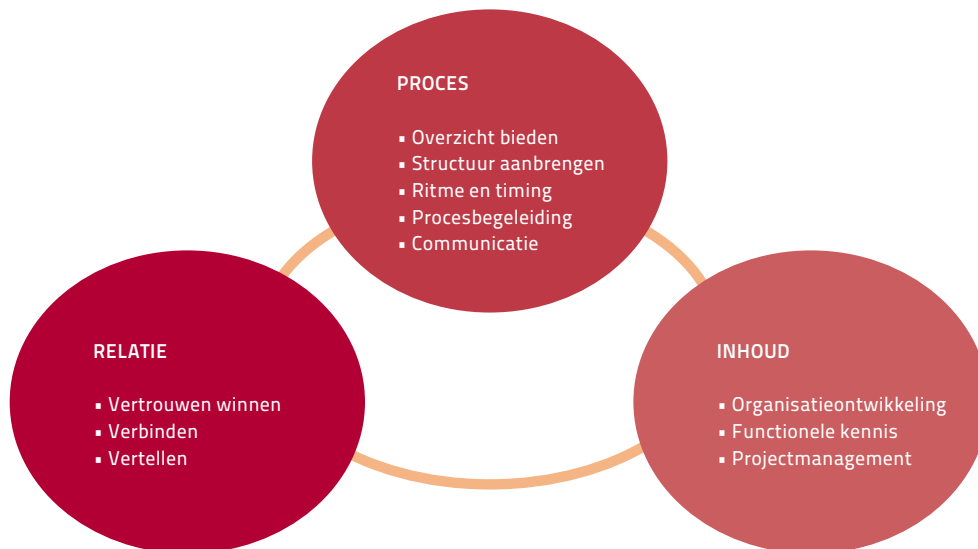 PROCES
▪ Overzicht bieden
▪ Structuur aanbrengen
▪ Ritme en timing
▪ Procesbegeleiding
▪ Communicatie
RELATIE
▪ Vertrouwen winnen
▪ Verbinden
▪ Vertellen
INHOUD
▪ Organisatieontwikkeling
▪ Functionele kennis
▪ Projectmanagement